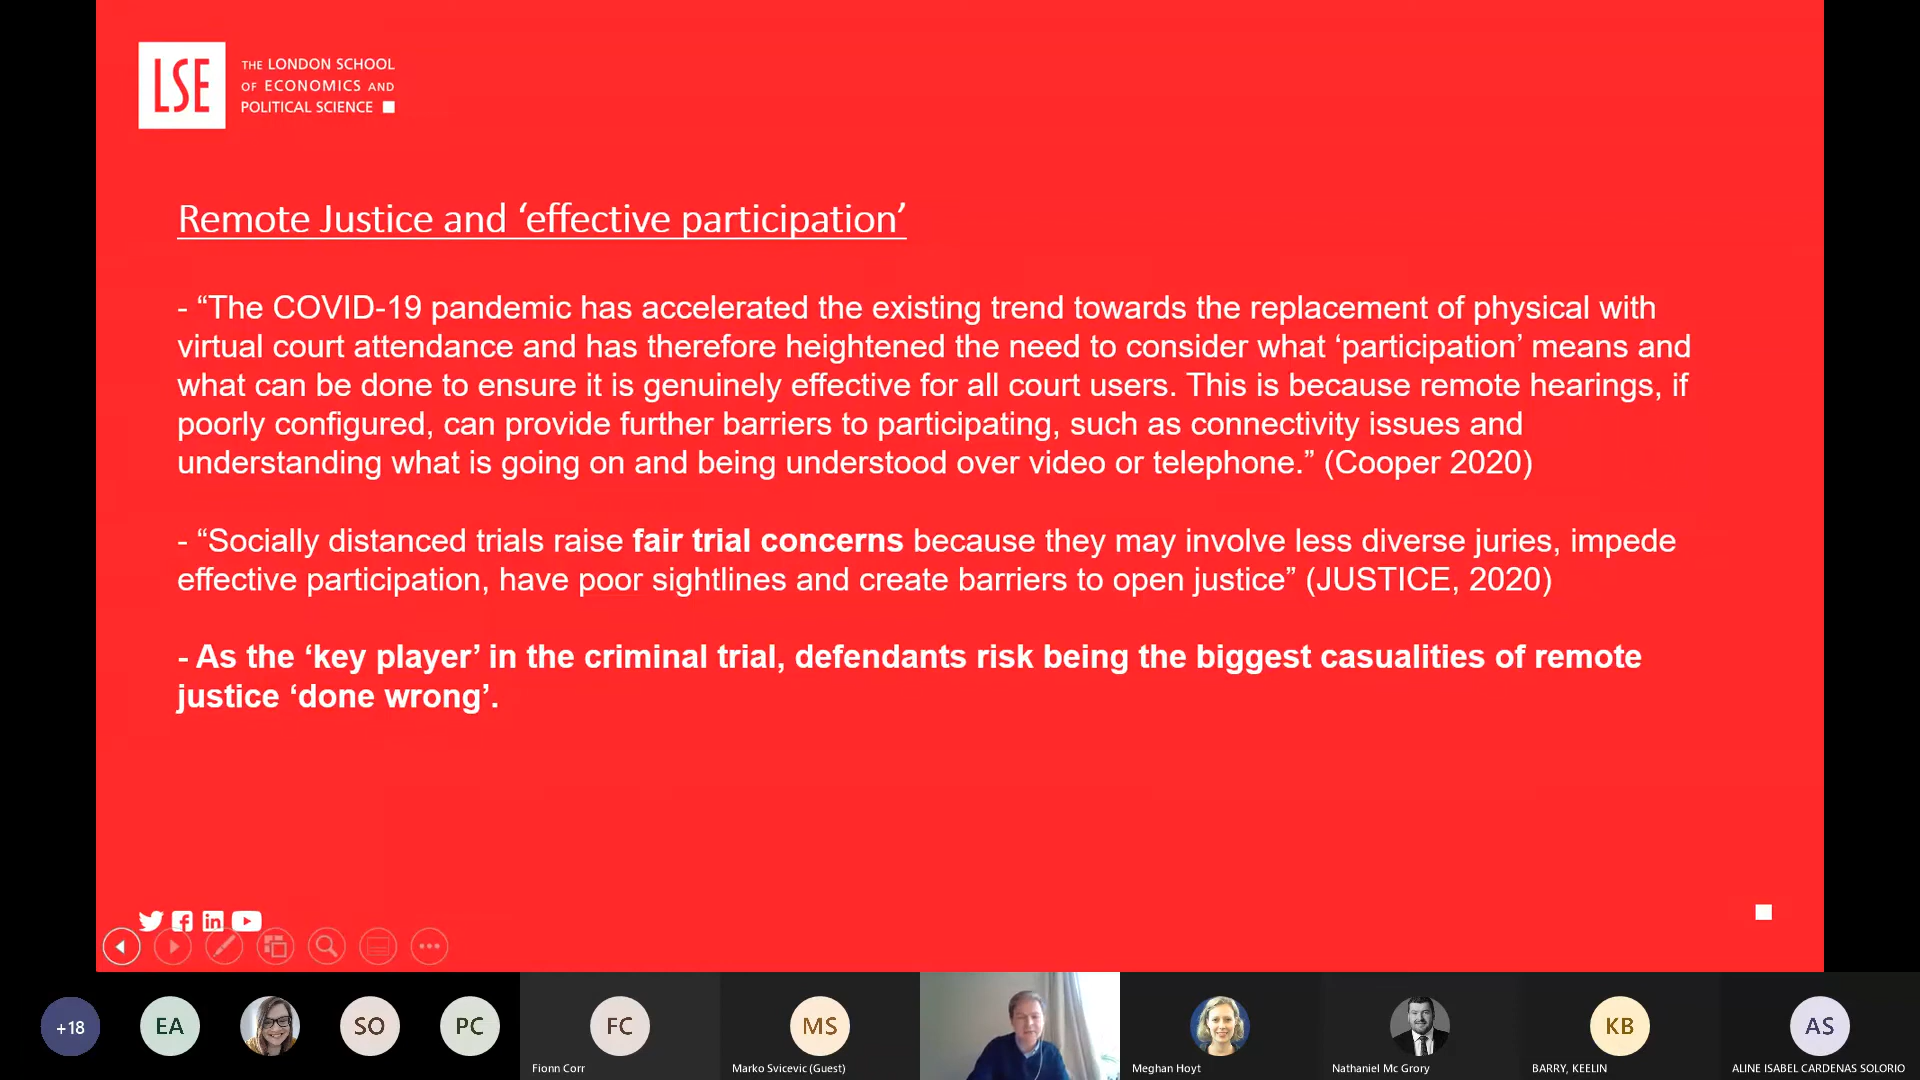 LSE
THE LONDON SCHOOL
OF ECONOMICS AND
POLITICAL SCIENCE
Remote Justice and ‘effective participation’
- “The COVID-19 pandemic has accelerated the existing trend towards the replacement of physical with
virtual court attendance and has therefore heightened the need to consider what ‘participation’ means and
what can be done to ensure it is genuinely effective for all court users. This is because remote hearings, if
poorly configured, can provide further barriers to participating, such as connectivity issues and
understanding what is going on and being understood over video or telephone.” (Cooper 2020)
- “Socially distanced trials raise fair trial concerns because they may involve less diverse juries, impede
effective participation, have poor sightlines and create barriers to open justice” (JUSTICE, 2020)
- As the ‘key player’ in the criminal trial, defendants risk being the biggest casualities of remote
justice ‘done wrong’.
+18
EA
SO
PC
FC
MS
KB
AS
Fionn Corr
Marko Svicevic (Guest)
Meghan Hoyt
Nathaniel Mc Grory
BARRY, KEELIN
ALINE ISABEL CARDENAS SOLORIO